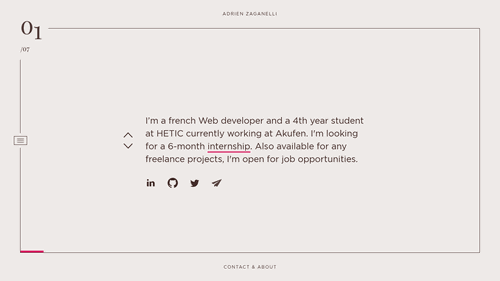 ADRIEN ZAGANELLI
01
/07
I'm a french Web developer and a 4th year student
at HETIC currently working at Akufen. I'm looking
for a 6-month internship. Also available for any
freelance projects, I'm open for job opportunities.
in
CONTACT & ABOUT